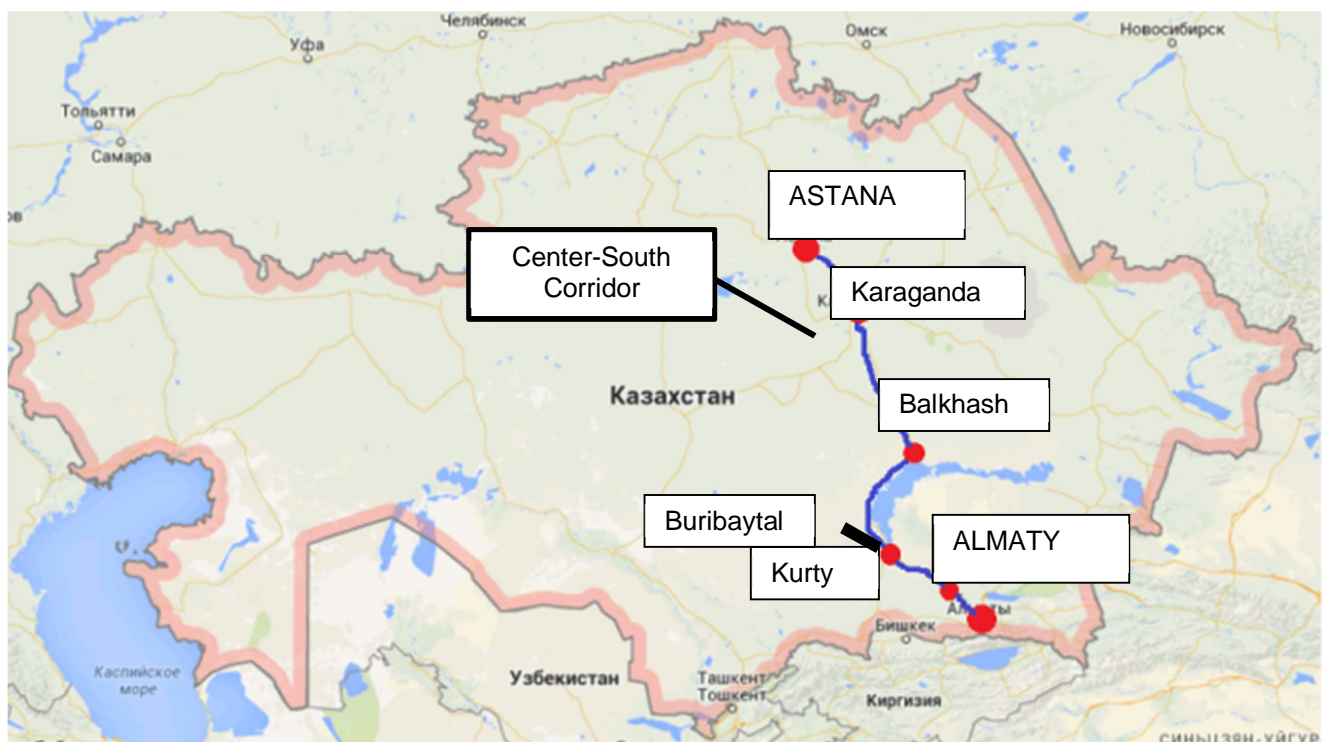 Челябинск
Уфа
Омск
Новосибирск
Тольятти
Самара
ASTANA
Center-South
Corridor
Karaganda
Казахстан
Balkhash
Buribaytal
ALMATY
Kurty
Бишкек
Каспийское
море
Узбекистан
Ташкент
Тошкент
Киргизия